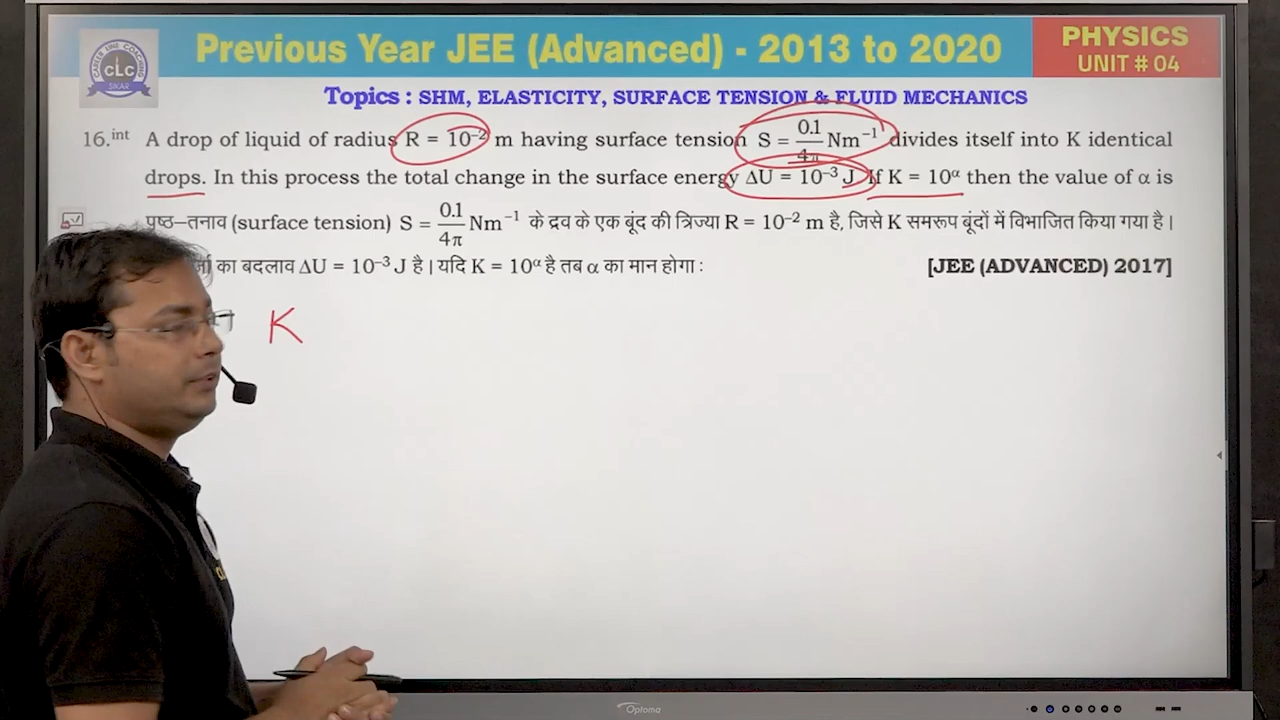 Previous Year JEE (Advanced) - 2013 to 2020
PHYSICS
UNIT # 04
CLC
SIKAR
Topics : SHM, ELASTICITY, SURFACE TENSION & FLUID MECHANICS
16.int A drop of liquid of radius R = 10⁻² m having surface tension S = 0.1/4π Nm⁻¹ divides itself into K identical
drops. In this process the total change in the surface energy ΔU = 10⁻³ J If K = 10^α then the value of α is
पृष्ठ–तनाव (surface tension) S = 0.1/4π Nm⁻¹ के द्रव के एक बूंद की त्रिज्या R = 10⁻² m है, जिसे K समरूप बूंदों में विभाजित किया गया है।
का बदलाव ΔU = 10⁻³ J है। यदि K = 10^α है तब α का मान होगा :
[JEE (ADVANCED) 2017]
K
Optoma